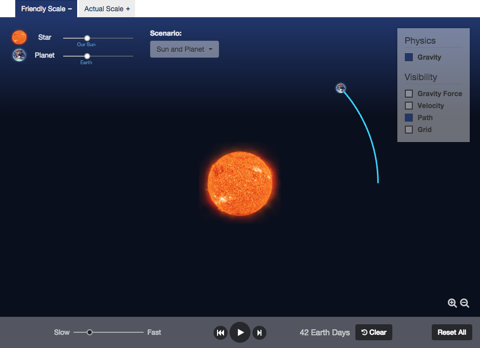 Friendly Scale − Actual Scale +
Star
Our Sun
Planet
Earth
Scenario:
Sun and Planet
Physics
Gravity
Visibility
Gravity Force
Velocity
Path
Grid
Slow Fast 42 Earth Days Clear Reset All